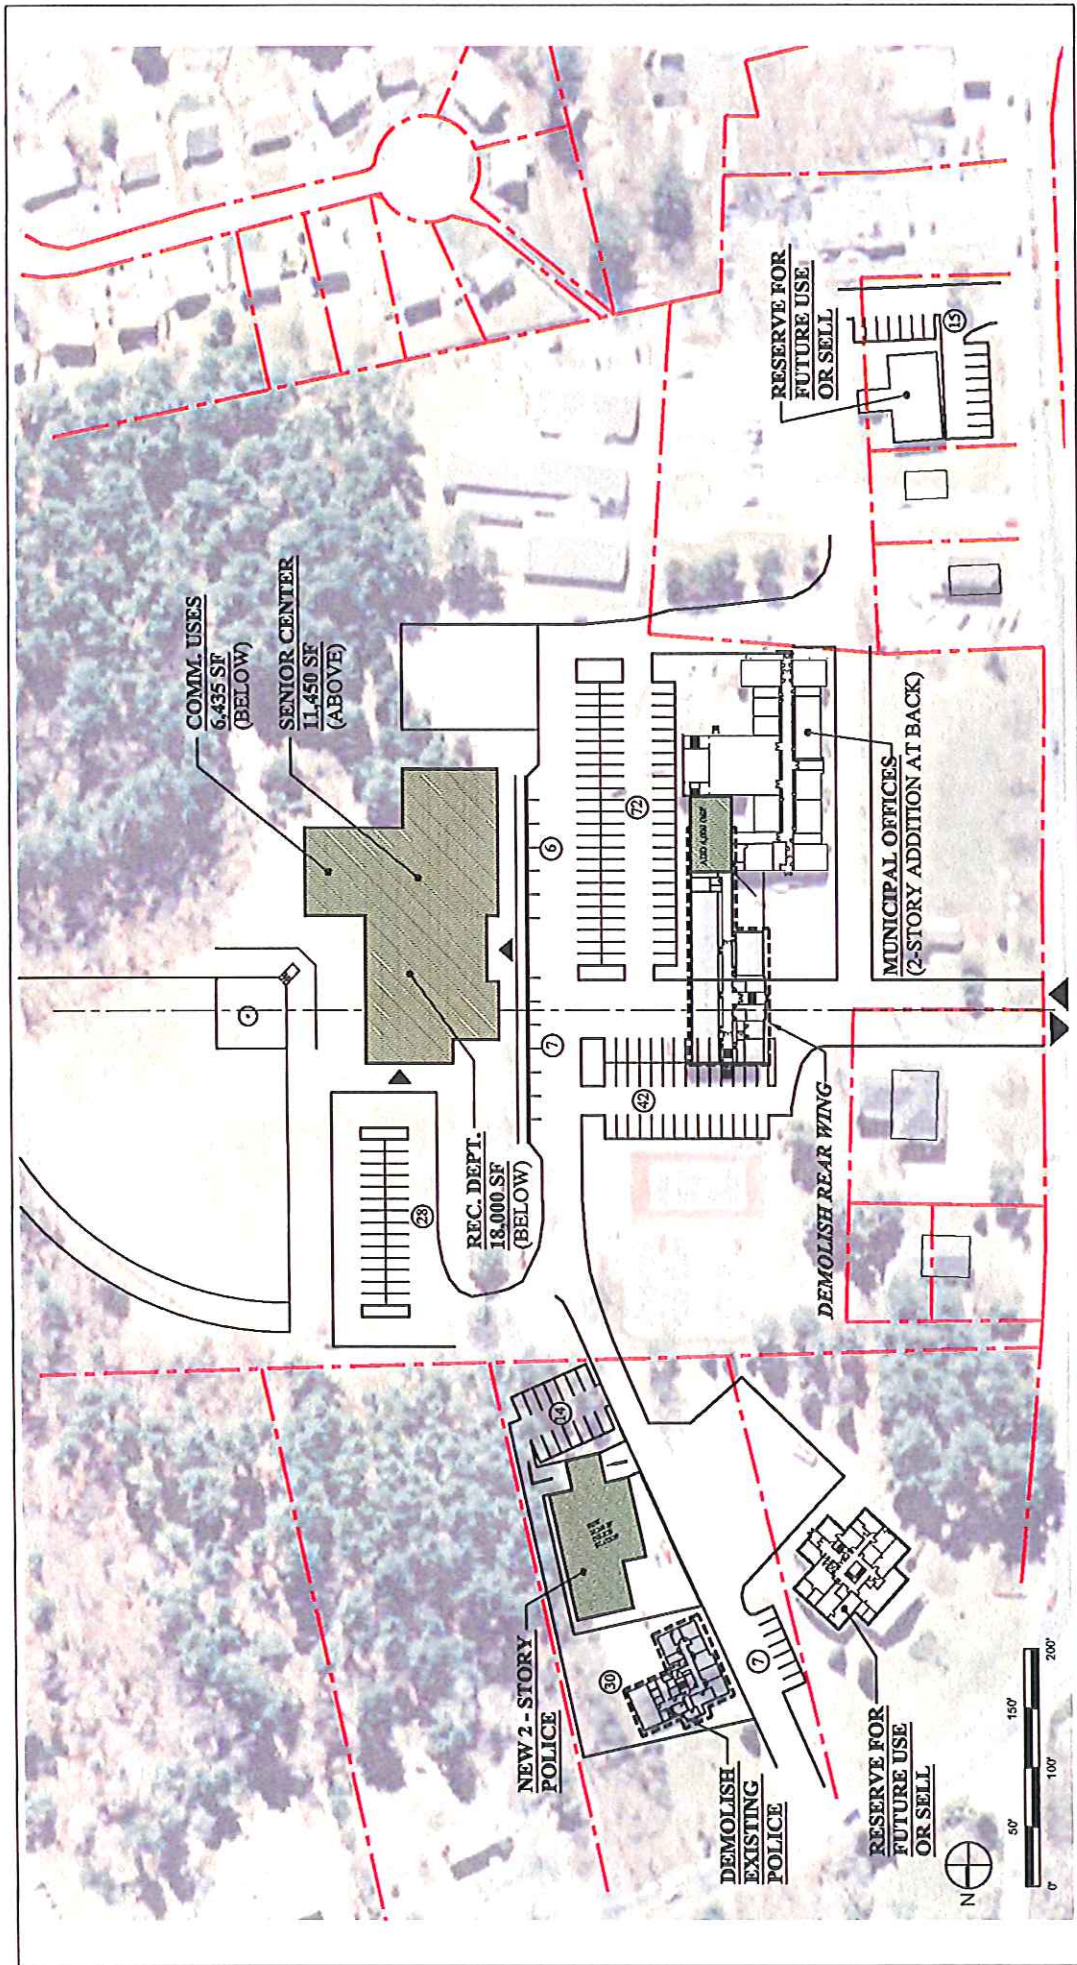 COMM. USES
6,435 SF
(BELOW)
SENIOR CENTER
11,450 SF
(ABOVE)
REC. DEPT.
18,000 SF
(BELOW)
28
7
6
42
72
NEW 2 - STORY
POLICE
14
30
DEMOLISH
EXISTING
POLICE
7
RESERVE FOR
FUTURE USE
OR SELL
DEMOLISH REAR WING
MUNICIPAL OFFICES
(2-STORY ADDITION AT BACK)
RESERVE FOR
FUTURE USE
OR SELL
15
N
0' 50' 100' 150' 200'